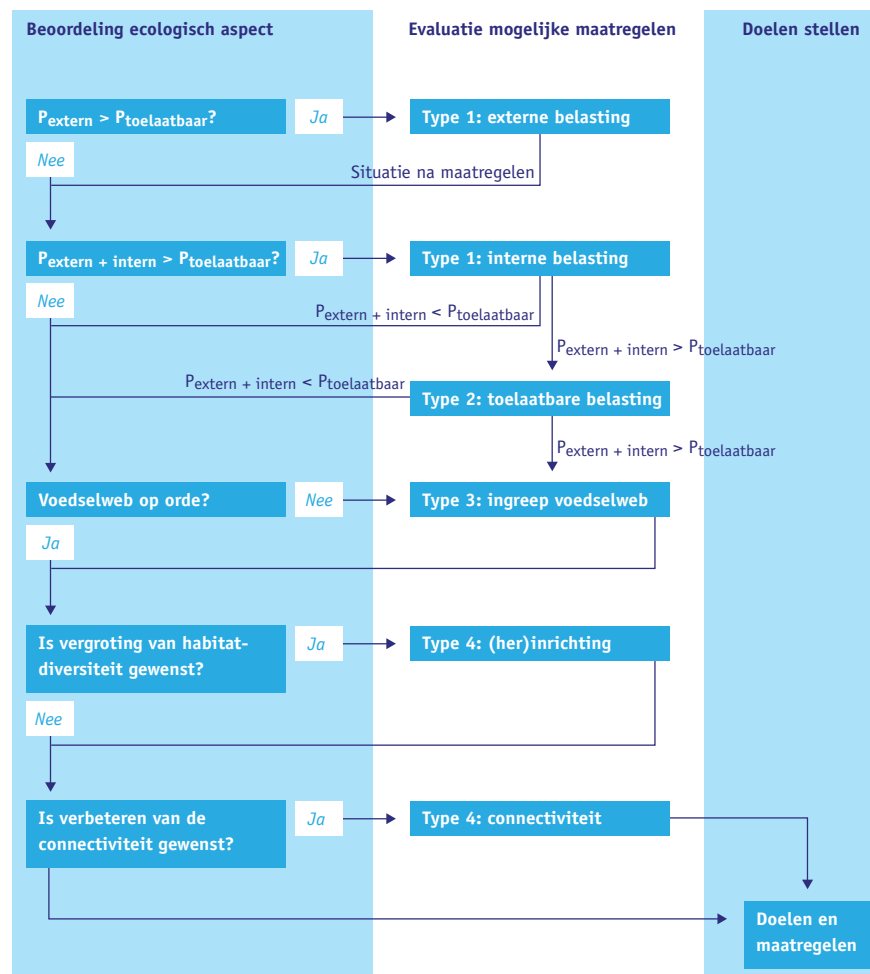 Beoordeling ecologisch aspect
Evaluatie mogelijke maatregelen
Doelen stellen
Pextern > Ptoelaatbaar?
Ja
Type 1: externe belasting
Nee
Situatie na maatregelen
Pextern + intern > Ptoelaatbaar?
Ja
Type 1: interne belasting
Nee
Pextern + intern < Ptoelaatbaar
Pextern + intern > Ptoelaatbaar
Pextern + intern < Ptoelaatbaar
Type 2: toelaatbare belasting
Pextern + intern > Ptoelaatbaar
Voedselweb op orde?
Nee
Type 3: ingreep voedselweb
Ja
Is vergroting van habitat-
diversiteit gewenst?
Ja
Type 4: (her)inrichting
Nee
Is verbeteren van de
connectiviteit gewenst?
Ja
Type 4: connectiviteit
Doelen en
maatregelen